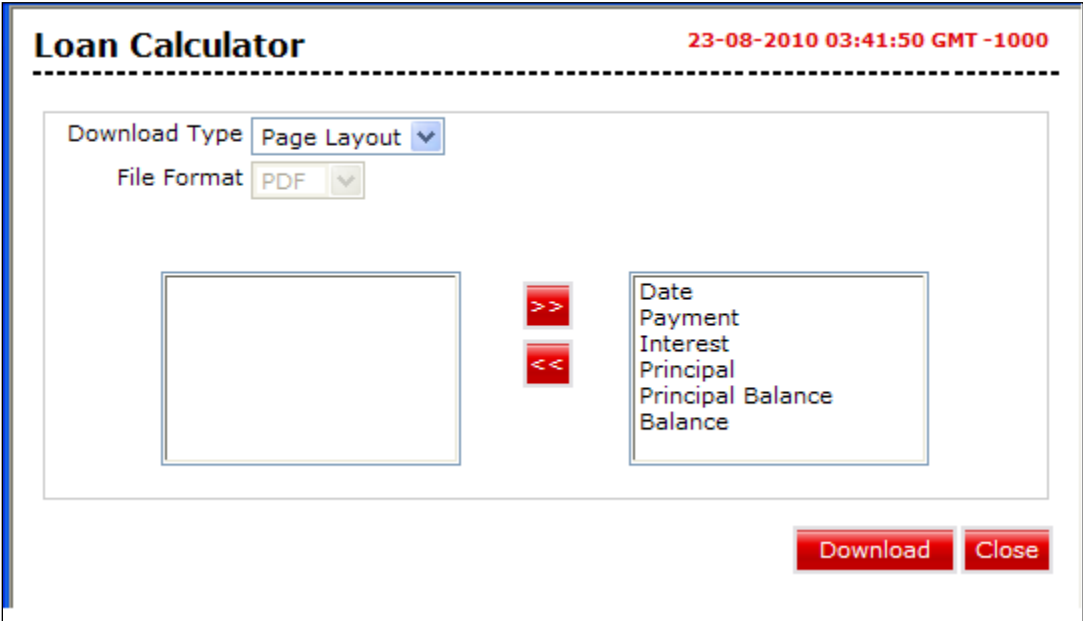 Loan Calculator
23-08-2010 03:41:50 GMT -1000
Download Type Page Layout
File Format PDF
>>
<<
Date
Payment
Interest
Principal
Principal Balance
Balance
Download Close